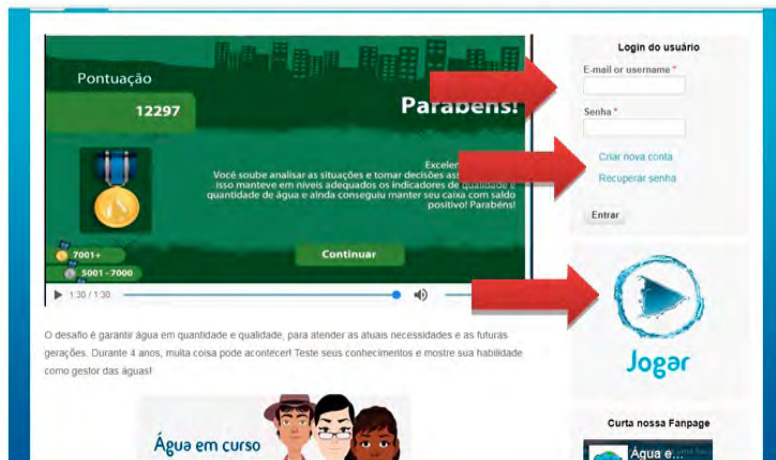 Pontuação
12297
Parabéns!
Excelen
Você soube analisar as situações e tomar decisões as
Isso manteve em níveis adequados os indicadores de qualidade e
quantidade de água e ainda conseguiu manter seu caixa com saldo
positivo! Parabéns!
7001+
5001 - 7000
Continuar
1:30 / 1:30
O desafio é garantir água em quantidade e qualidade, para atender as atuais necessidades e as futuras
gerações. Durante 4 anos, muita coisa pode acontecer! Teste seus conhecimentos e mostre sua habilidade
como gestor das águas!
Água em curso
Login do usuário
E-mail or username *
Senha *
Criar nova conta
Recuperar senha
Entrar
Jogar
Curta nossa Fanpage
Água e...